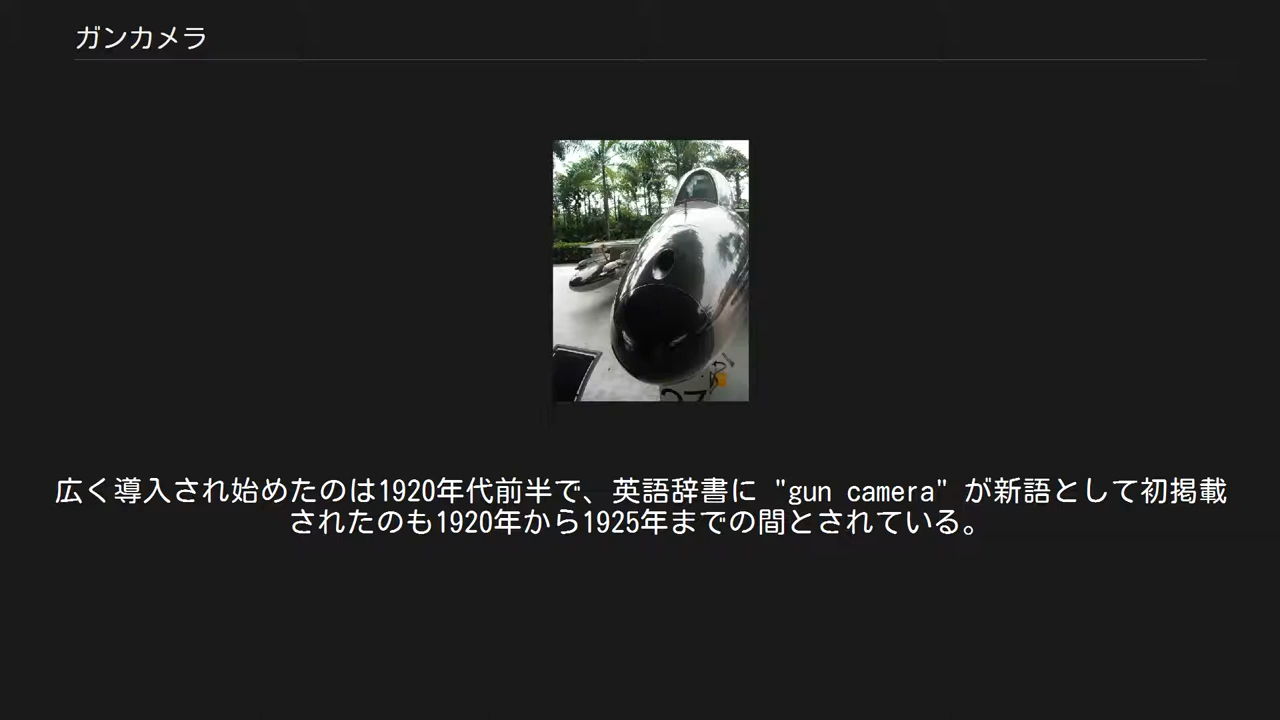 ガンカメラ
広く導入され始めたのは1920年代前半で、英語辞書に "gun camera" が新語として初掲載
されたのも1920年から1925年までの間とされている。